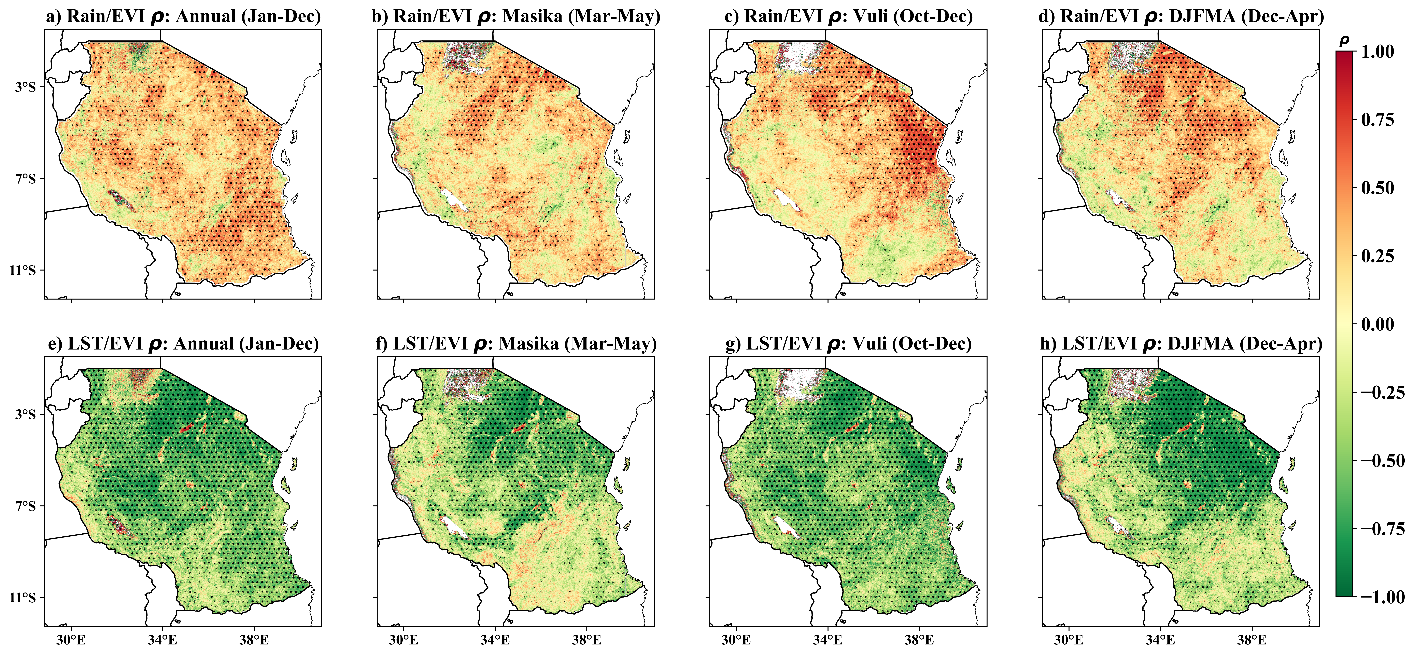 a) Rain/EVI ρ: Annual (Jan-Dec)
b) Rain/EVI ρ: Masika (Mar-May)
c) Rain/EVI ρ: Vuli (Oct-Dec)
d) Rain/EVI ρ: DJFMA (Dec-Apr)
ρ
1.00
0.75
0.50
0.25
0.00
−0.25
−0.50
−0.75
−1.00
3°S
7°S
11°S
e) LST/EVI ρ: Annual (Jan-Dec)
f) LST/EVI ρ: Masika (Mar-May)
g) LST/EVI ρ: Vuli (Oct-Dec)
h) LST/EVI ρ: DJFMA (Dec-Apr)
3°S
7°S
11°S
30°E 34°E 38°E
30°E 34°E 38°E
30°E 34°E 38°E
30°E 34°E 38°E